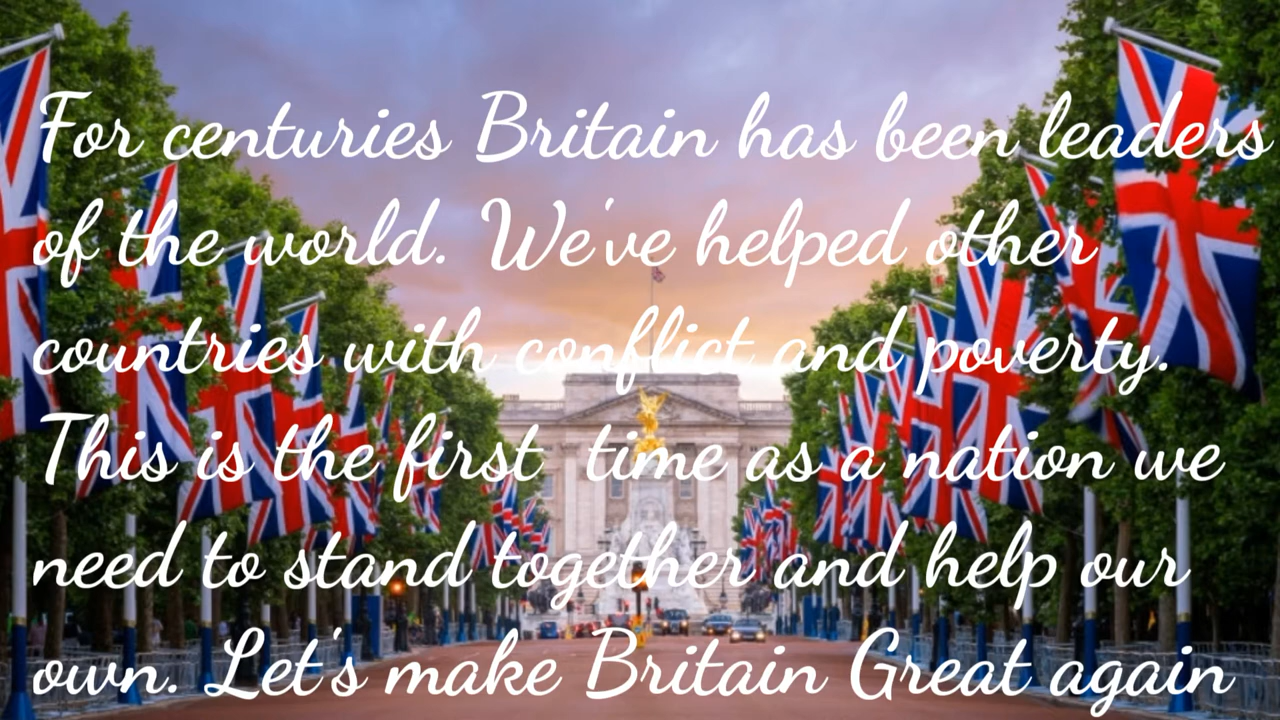 For centuries Britain has been leaders
of the world. We've helped other
countries with conflict and poverty.
This is the first time as a nation we
need to stand together and help our
own. Let's make Britain Great again